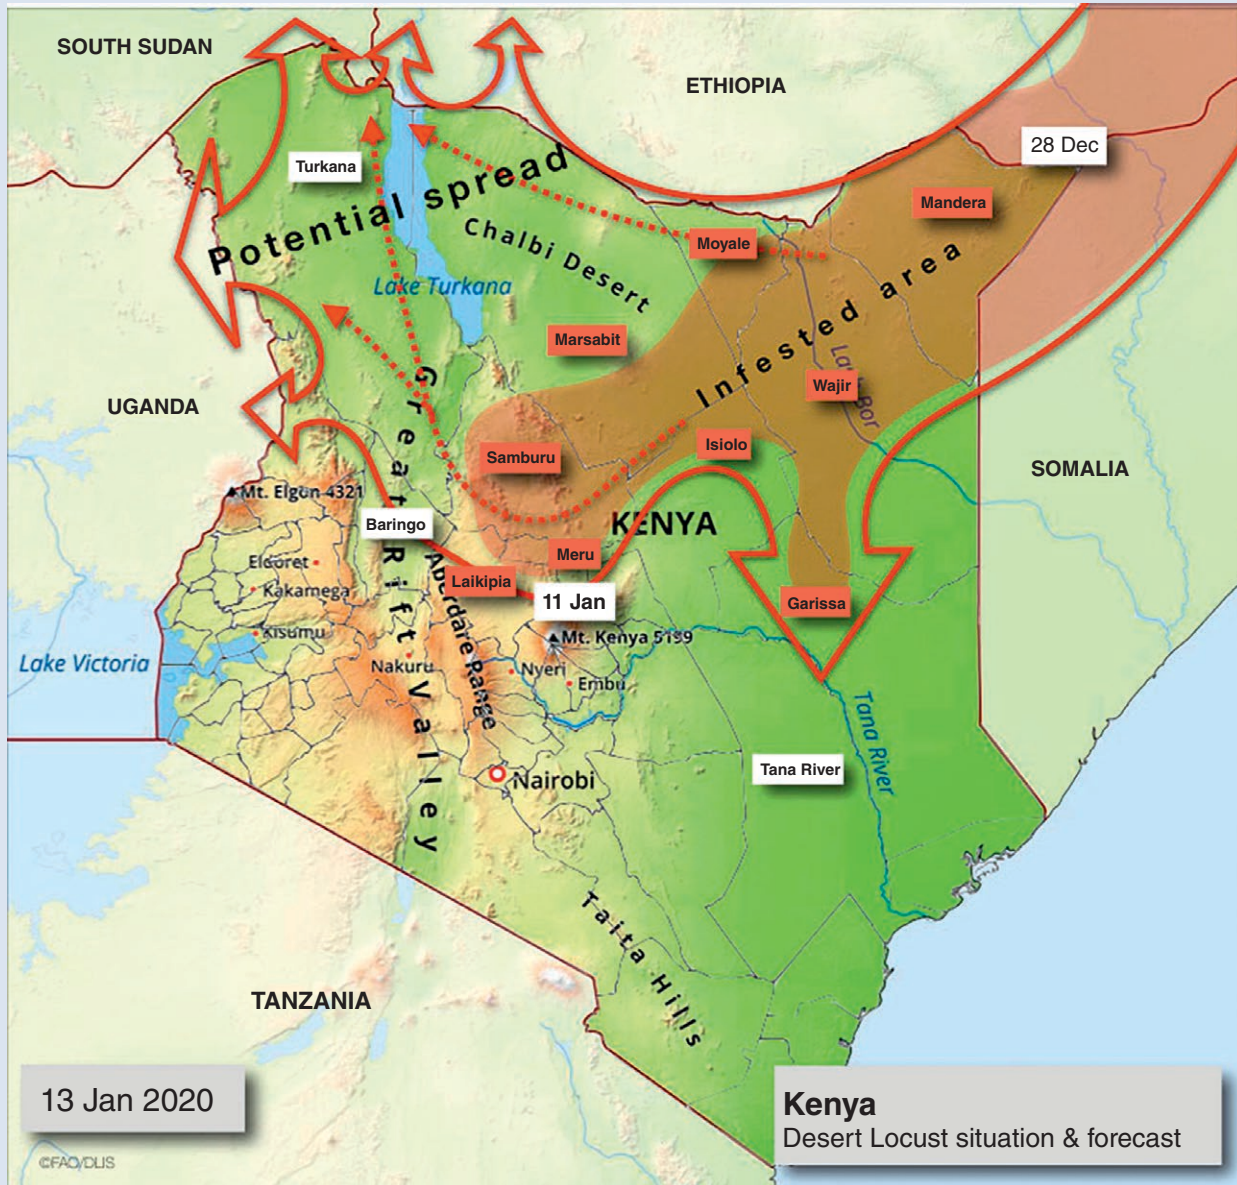 SOUTH SUDAN
ETHIOPIA
28 Dec
Turkana
Mandera
Potential spread
Chalbi Desert
Moyale
Lake Turkana
Infested area
Marsabit
Wajir
UGANDA
Isiolo
Samburu
SOMALIA
Mt. Elgon 4321
Baringo
KENYA
Great Rift Valley
Meru
Eldoret
Laikipia
Kakamega
11 Jan
Garissa
Aberdare Range
Kisumu
Mt. Kenya 5199
Lake Victoria
Nakuru
Nyeri
Embu
Tana River
Tana River
Nairobi
Taita Hills
TANZANIA
13 Jan 2020
Kenya
Desert Locust situation & forecast
©FAO/DLIS